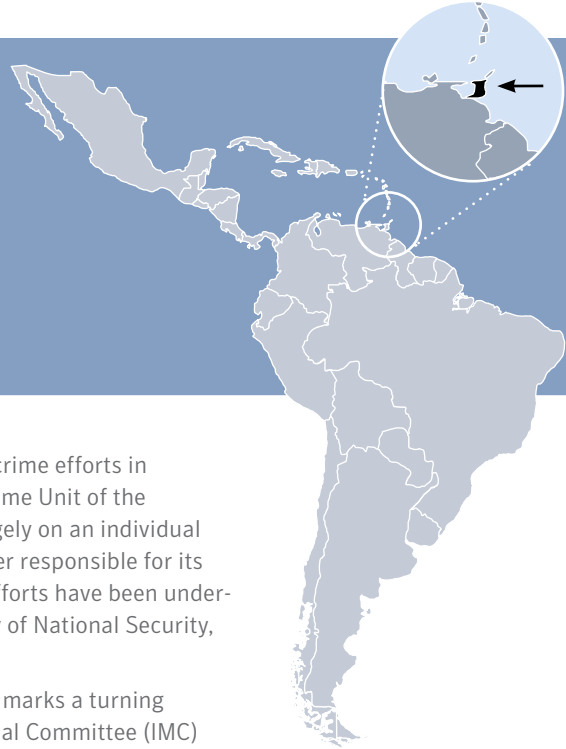 crime efforts in
me Unit of the
gely on an individual
er responsible for its
fforts have been under-
of National Security,
marks a turning
al Committee (IMC)